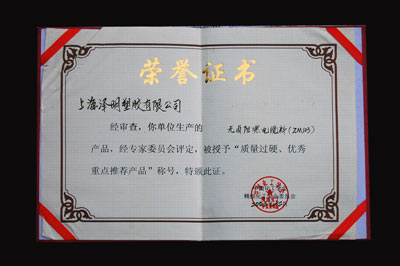 荣誉证书
上海泽明塑胶有限公司
经审查，你单位生产的 无卤阻燃电缆料(ZM103)
产品，经专家委员会评定，被授予“质量过硬、优秀
重点推荐产品”称号，特颁此证。